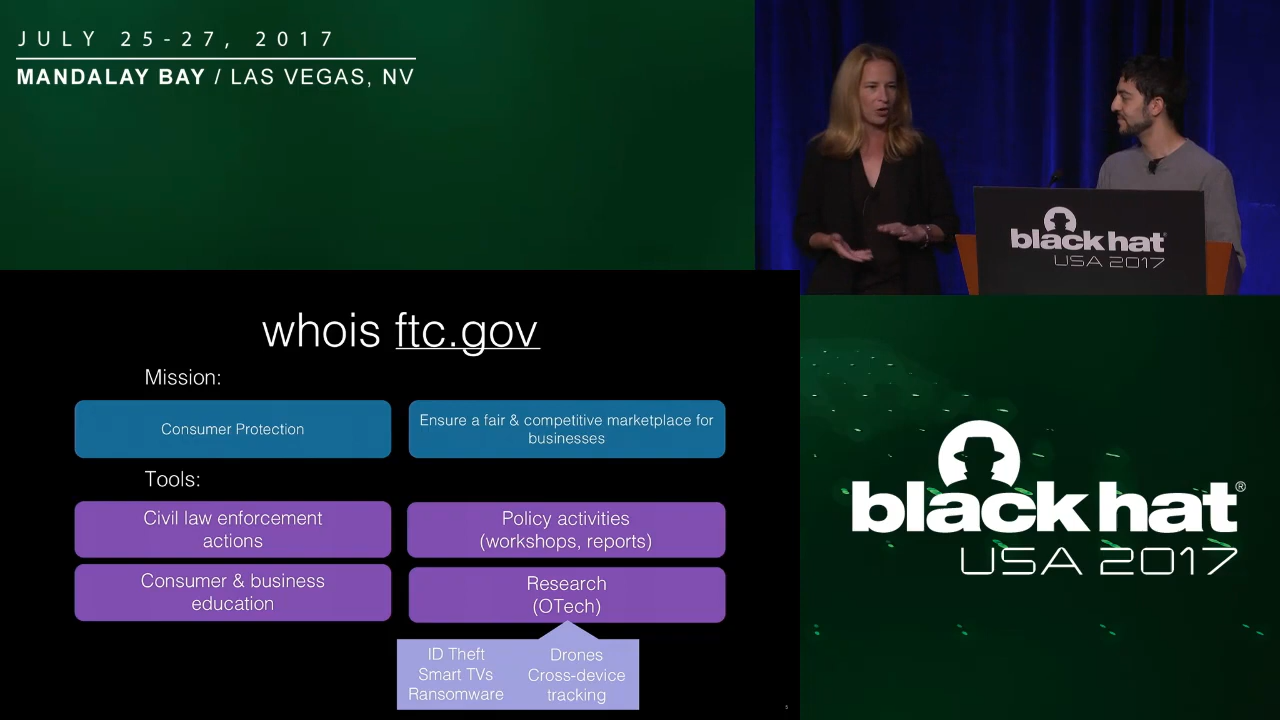 JULY 25-27, 2017
MANDALAY BAY / LAS VEGAS, NV
black hat
USA 2017
whois ftc.gov
Mission:
Consumer Protection
Ensure a fair & competitive marketplace for
businesses
Tools:
Civil law enforcement
actions
Policy activities
(workshops, reports)
Consumer & business
education
Research
(OTech)
ID Theft
Smart TVs
Ransomware
Drones
Cross-device
tracking
5
black hat®
USA 2017